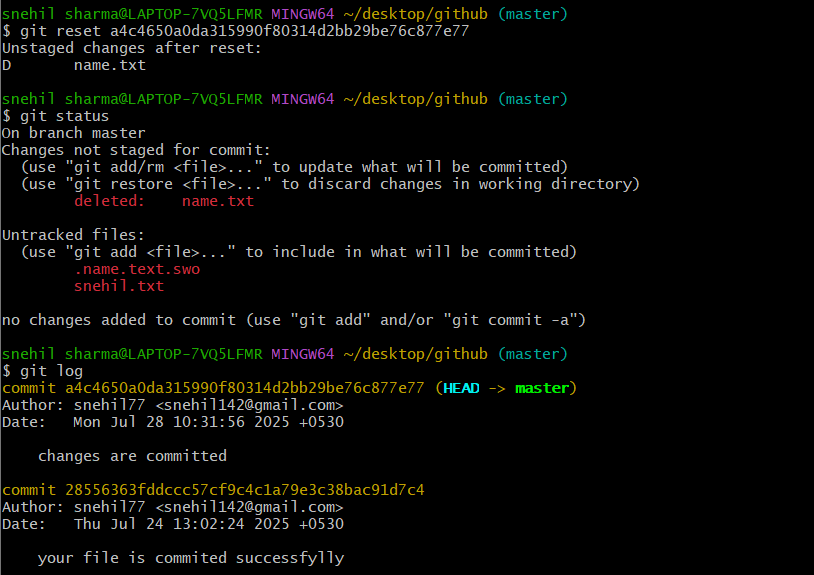 snehil sharma@LAPTOP-7VQ5LFMR MINGW64 ~/desktop/github (master)
$ git reset a4c4650a0da315990f80314d2bb29be76c877e77
Unstaged changes after reset:
D       name.txt
snehil sharma@LAPTOP-7VQ5LFMR MINGW64 ~/desktop/github (master)
$ git status
On branch master
Changes not staged for commit:
  (use "git add/rm <file>..." to update what will be committed)
  (use "git restore <file>..." to discard changes in working directory)
        deleted:    name.txt
Untracked files:
  (use "git add <file>..." to include in what will be committed)
        .name.text.swo
        snehil.txt
no changes added to commit (use "git add" and/or "git commit -a")
snehil sharma@LAPTOP-7VQ5LFMR MINGW64 ~/desktop/github (master)
$ git log
commit a4c4650a0da315990f80314d2bb29be76c877e77 (HEAD -> master)
Author: snehil77 <snehil142@gmail.com>
Date:   Mon Jul 28 10:31:56 2025 +0530
    changes are committed
commit 28556363fddccc57cf9c4c1a79e3c38bac91d7c4
Author: snehil77 <snehil142@gmail.com>
Date:   Thu Jul 24 13:02:24 2025 +0530
    your file is commited successfylly